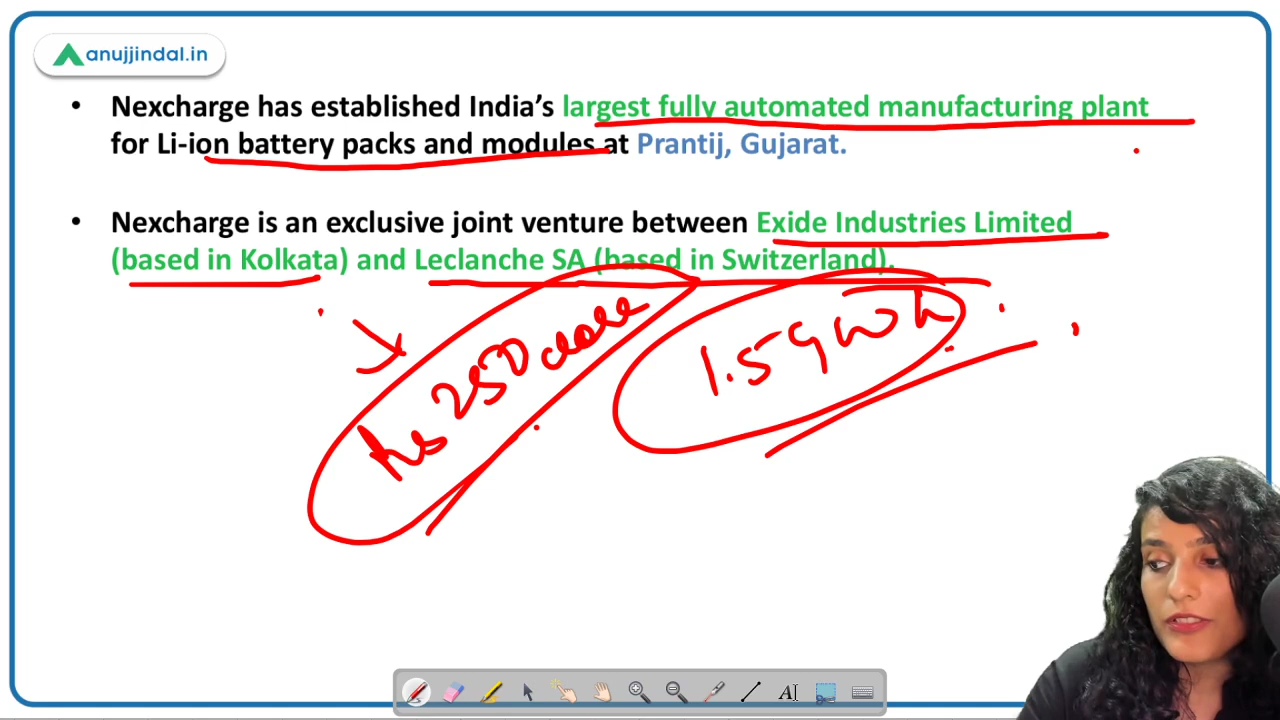 anujjindal.in
• Nexcharge has established India’s largest fully automated manufacturing plant
for Li-ion battery packs and modules at Prantij, Gujarat.
• Nexcharge is an exclusive joint venture between Exide Industries Limited
(based in Kolkata) and Leclanche SA (based in Switzerland).
Rs 250 crore
1.5 GWh
AI